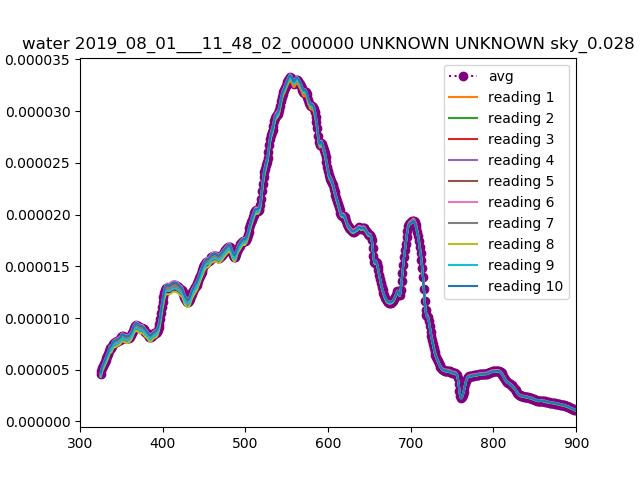 water 2019_08_01___11_48_02_000000 UNKNOWN UNKNOWN sky_0.028
0.000035
0.000030
0.000025
0.000020
0.000015
0.000010
0.000005
0.000000
300 400 500 600 700 800 900
avg
reading 1
reading 2
reading 3
reading 4
reading 5
reading 6
reading 7
reading 8
reading 9
reading 10